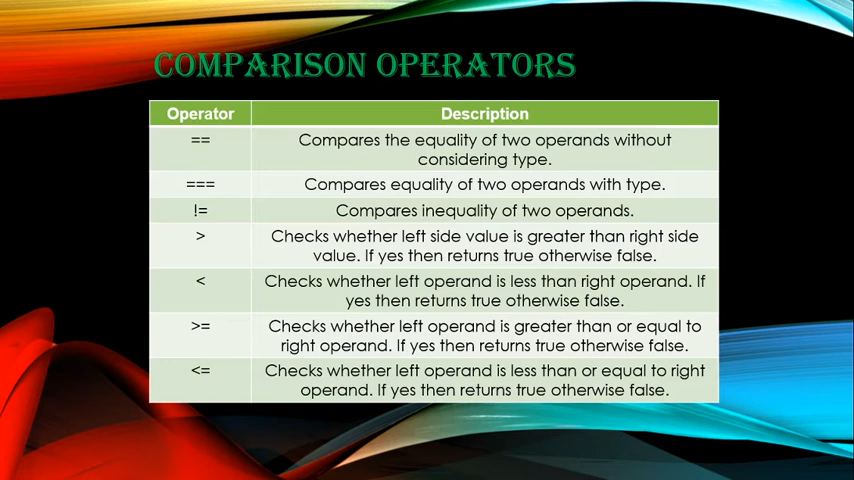 COMPARISON OPERATORS
Operator Description
== Compares the equality of two operands without
considering type.
=== Compares equality of two operands with type.
!= Compares inequality of two operands.
> Checks whether left side value is greater than right side
value. If yes then returns true otherwise false.
< Checks whether left operand is less than right operand. If
yes then returns true otherwise false.
>= Checks whether left operand is greater than or equal to
right operand. If yes then returns true otherwise false.
<= Checks whether left operand is less than or equal to right
operand. If yes then returns true otherwise false.